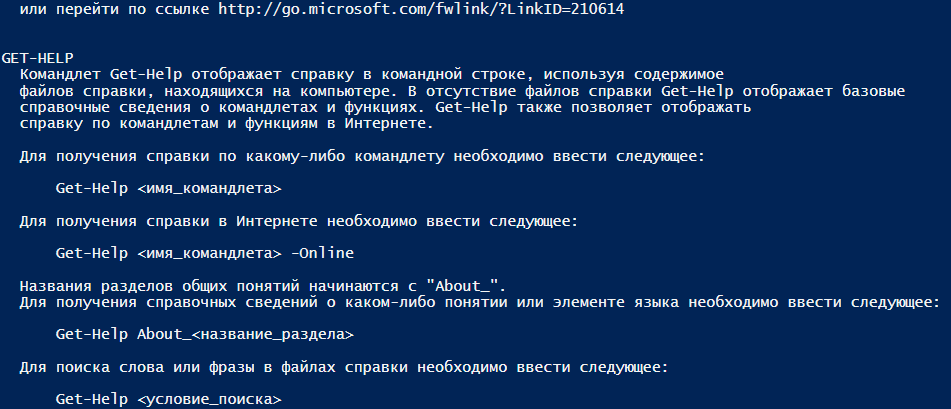 или перейти по ссылке http://go.microsoft.com/fwlink/?LinkID=210614
GET-HELP
Командлет Get-Help отображает справку в командной строке, используя содержимое
файлов справки, находящихся на компьютере. В отсутствие файлов справки Get-Help отображает базовые
справочные сведения о командлетах и функциях. Get-Help также позволяет отображать
справку по командлетам и функциям в Интернете.
Для получения справки по какому-либо командлету необходимо ввести следующее:
Get-Help <имя_командлета>
Для получения справки в Интернете необходимо ввести следующее:
Get-Help <имя_командлета> -Online
Названия разделов общих понятий начинаются с "About_".
Для получения справочных сведений о каком-либо понятии или элементе языка необходимо ввести следующее:
Get-Help About_<название_раздела>
Для поиска слова или фразы в файлах справки необходимо ввести следующее:
Get-Help <условие_поиска>